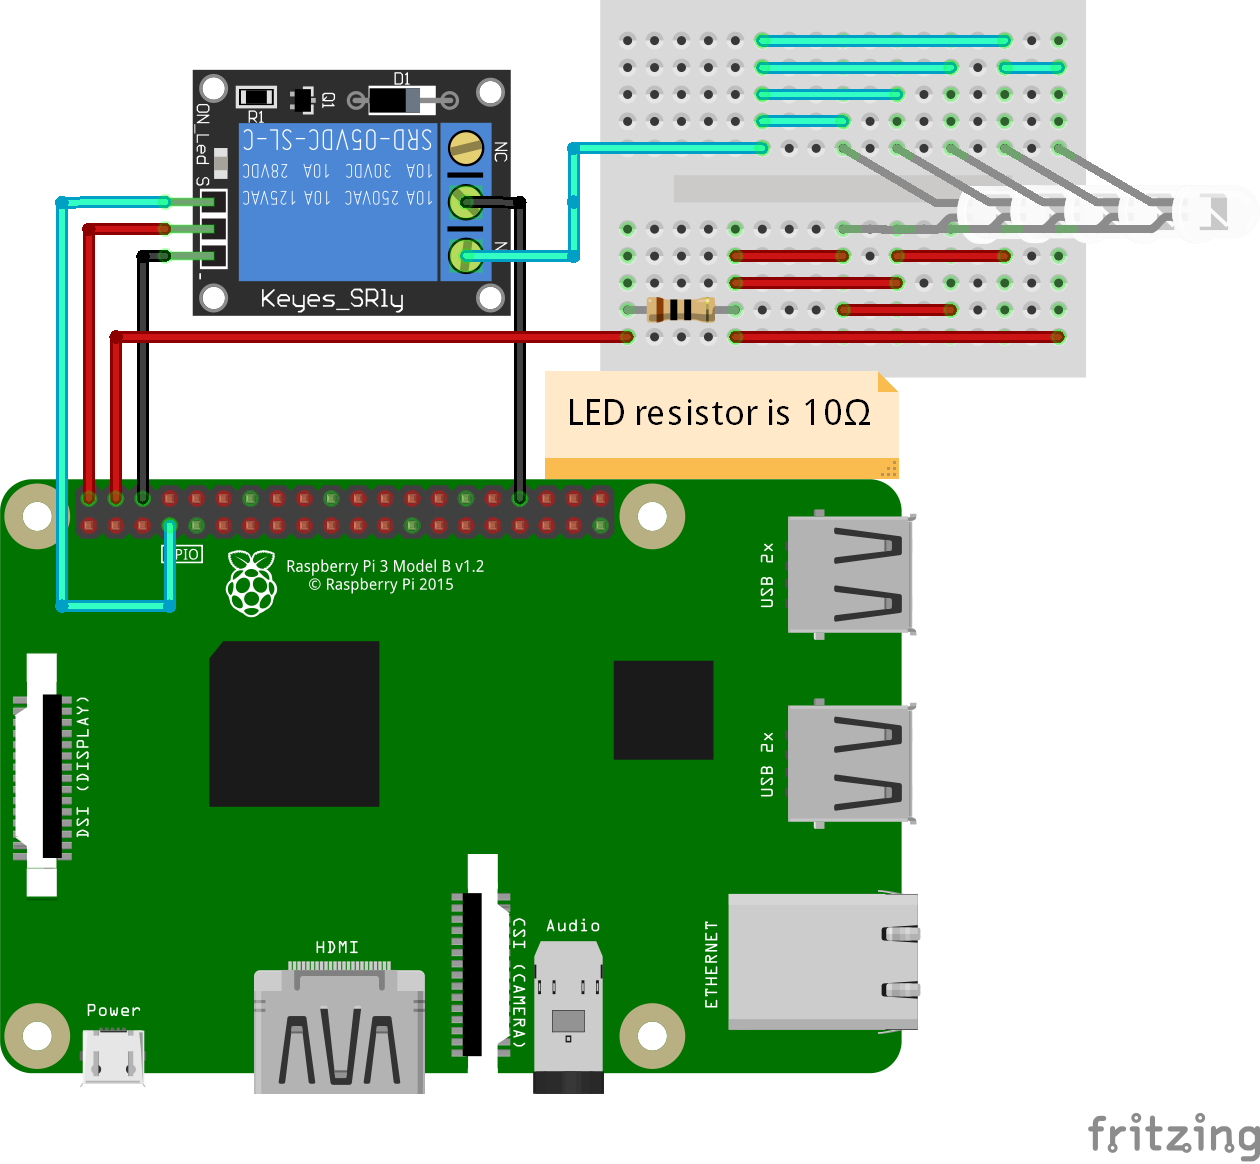 D1
R1
Q1
ON_Led
S
-
SRD-05VDC-SL-C
10A 30VDC 10A 28VDC
10A 250VAC 10A 125VAC
NC
N
Keyes_SRly
LED resistor is 10Ω
GPIO
Raspberry Pi 3 Model B v1.2
© Raspberry Pi 2015
USB 2x
DSI (DISPLAY)
USB 2x
Audio
CSI (CAMERA)
ETHERNET
HDMI
Power
fritzing